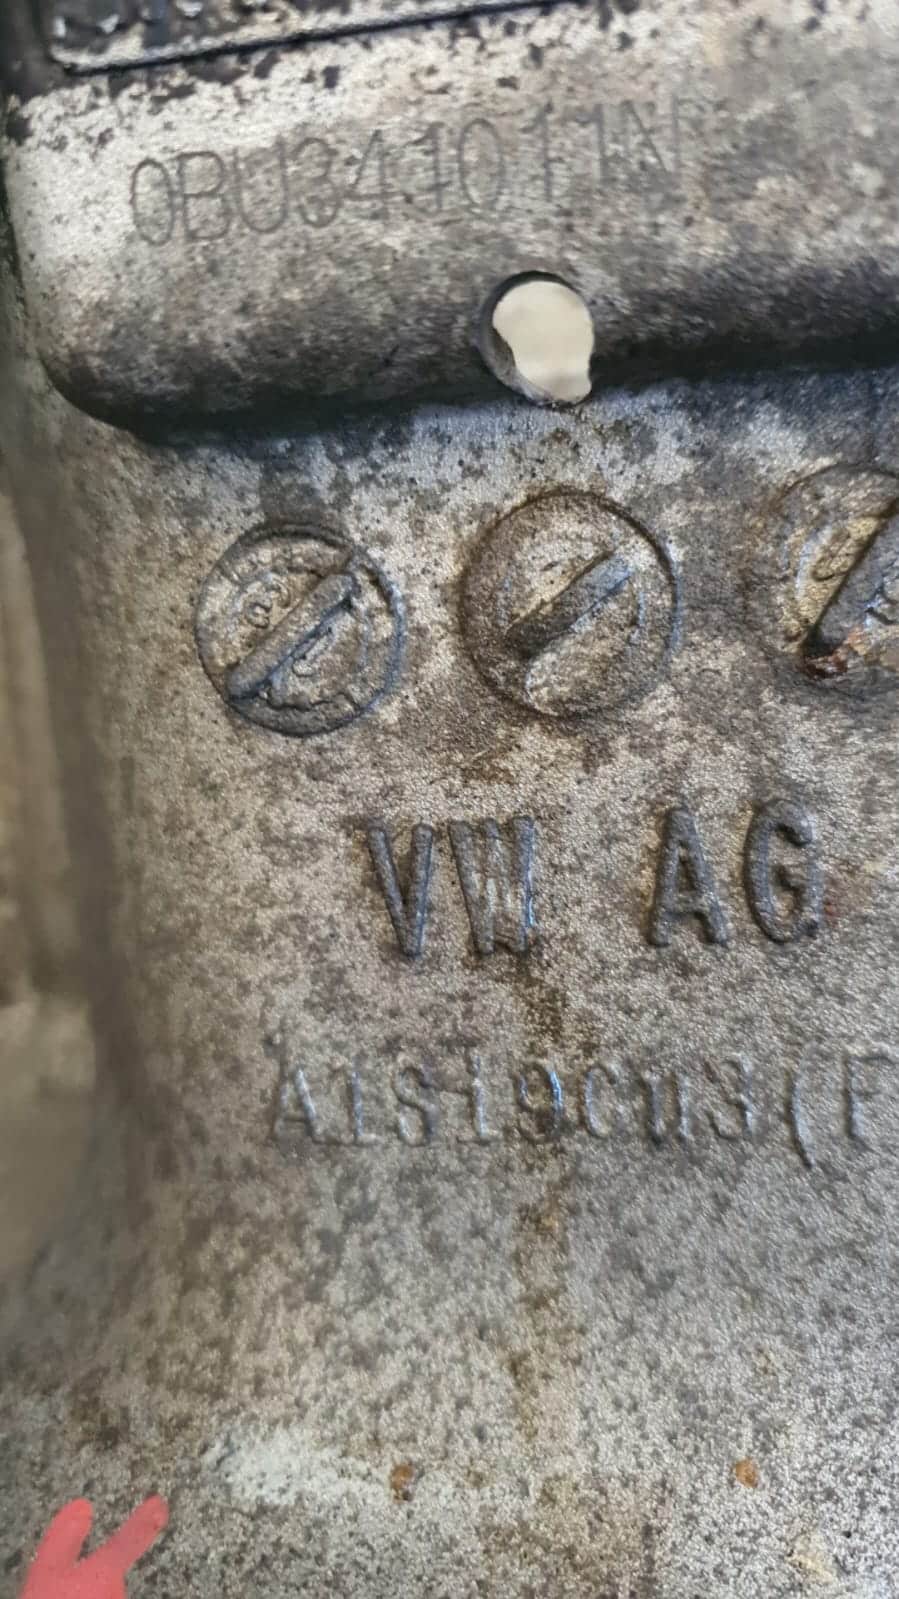 0BU341011N
VW AG
AlSi9Cu3(F